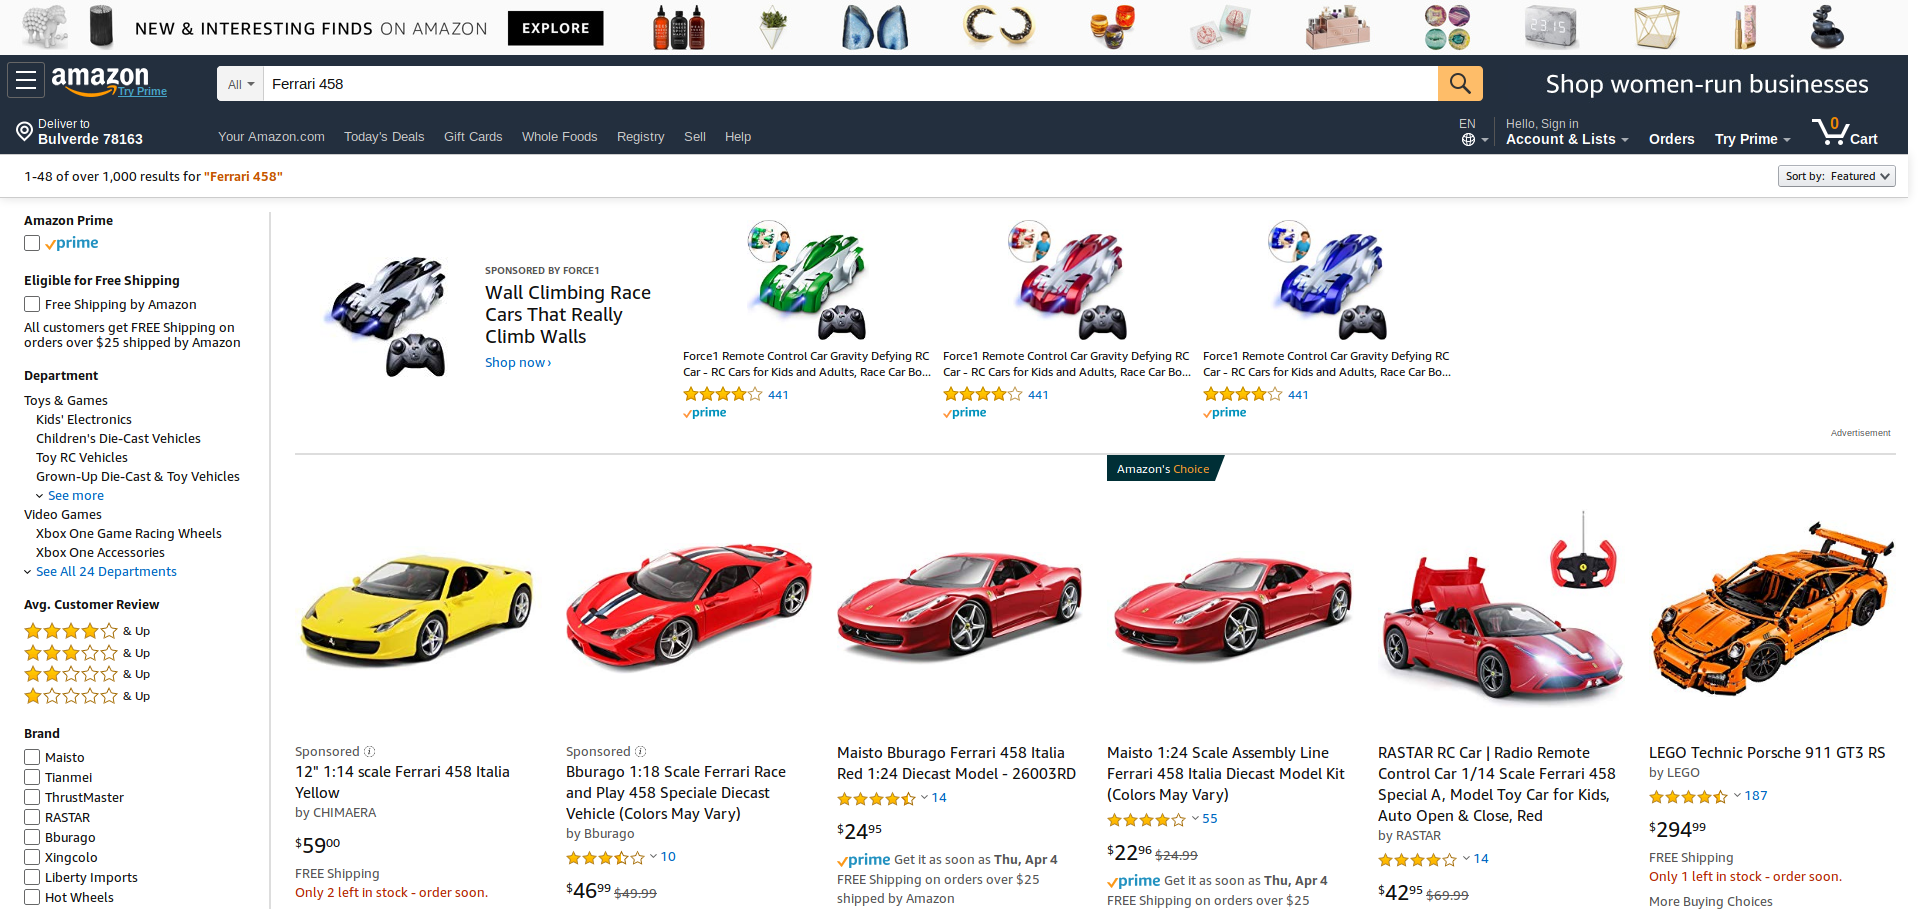 NEW & INTERESTING FINDS ON AMAZON
EXPLORE
amazon
Try Prime
All
Ferrari 458
Shop women-run businesses
Deliver to
Bulverde 78163
Your Amazon.com
Today's Deals
Gift Cards
Whole Foods
Registry
Sell
Help
EN
Hello, Sign in
Account & Lists
Orders
Try Prime
0
Cart
1-48 of over 1,000 results for "Ferrari 458"
Sort by: Featured
Amazon Prime
prime
Eligible for Free Shipping
Free Shipping by Amazon
All customers get FREE Shipping on
orders over $25 shipped by Amazon
Department
Toys & Games
Kids' Electronics
Children's Die-Cast Vehicles
Toy RC Vehicles
Grown-Up Die-Cast & Toy Vehicles
See more
Video Games
Xbox One Game Racing Wheels
Xbox One Accessories
See All 24 Departments
Avg. Customer Review
& Up
& Up
& Up
& Up
Brand
Maisto
Tianmei
ThrustMaster
RASTAR
Bburago
Xingcolo
Liberty Imports
Hot Wheels
SPONSORED BY FORCE1
Wall Climbing Race
Cars That Really
Climb Walls
Shop now ›
Force1 Remote Control Car Gravity Defying RC
Car - RC Cars for Kids and Adults, Race Car Bo...
441
prime
Force1 Remote Control Car Gravity Defying RC
Car - RC Cars for Kids and Adults, Race Car Bo...
441
prime
Force1 Remote Control Car Gravity Defying RC
Car - RC Cars for Kids and Adults, Race Car Bo...
441
prime
Advertisement
Sponsored
12" 1:14 scale Ferrari 458 Italia
Yellow
by CHIMAERA
$59 00
FREE Shipping
Only 2 left in stock - order soon.
Sponsored
Bburago 1:18 Scale Ferrari Race
and Play 458 Speciale Diecast
Vehicle (Colors May Vary)
by Bburago
10
$46 99 $49.99
Maisto Bburago Ferrari 458 Italia
Red 1:24 Diecast Model - 26003RD
14
$24 95
prime Get it as soon as Thu, Apr 4
FREE Shipping on orders over $25
shipped by Amazon
Amazon's Choice
Maisto 1:24 Scale Assembly Line
Ferrari 458 Italia Diecast Model Kit
(Colors May Vary)
55
$22 96 $24.99
prime Get it as soon as Thu, Apr 4
FREE Shipping on orders over $25
RASTAR RC Car | Radio Remote
Control Car 1/14 Scale Ferrari 458
Special A, Model Toy Car for Kids,
Auto Open & Close, Red
by RASTAR
14
$42 95 $69.99
LEGO Technic Porsche 911 GT3 RS
by LEGO
187
$294 99
FREE Shipping
Only 1 left in stock - order soon.
More Buying Choices